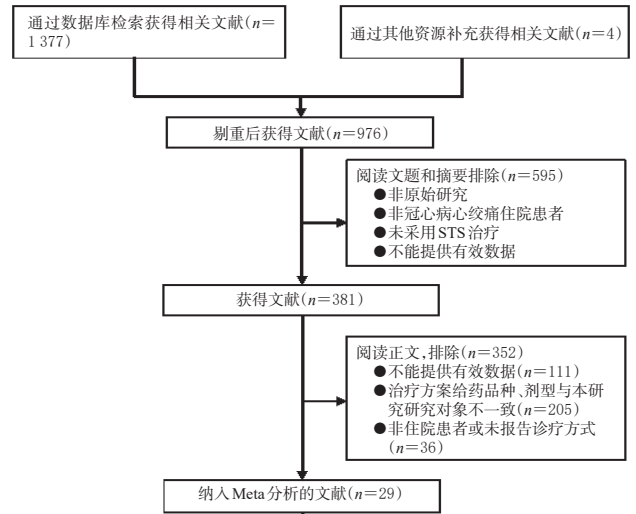 通过数据库检索获得相关文献(n=
1 377)
通过其他资源补充获得相关文献(n=4)
剔重后获得文献(n=976)
阅读文题和摘要排除(n=595)
●非原始研究
●非冠心病心绞痛住院患者
●未采用STS治疗
●不能提供有效数据
获得文献(n=381)
阅读正文,排除(n=352)
●不能提供有效数据(n=111)
●治疗方案给药品种、剂型与本研
究研究对象不一致(n=205)
●非住院患者或未报告诊疗方式
(n=36)
纳入Meta分析的文献(n=29)